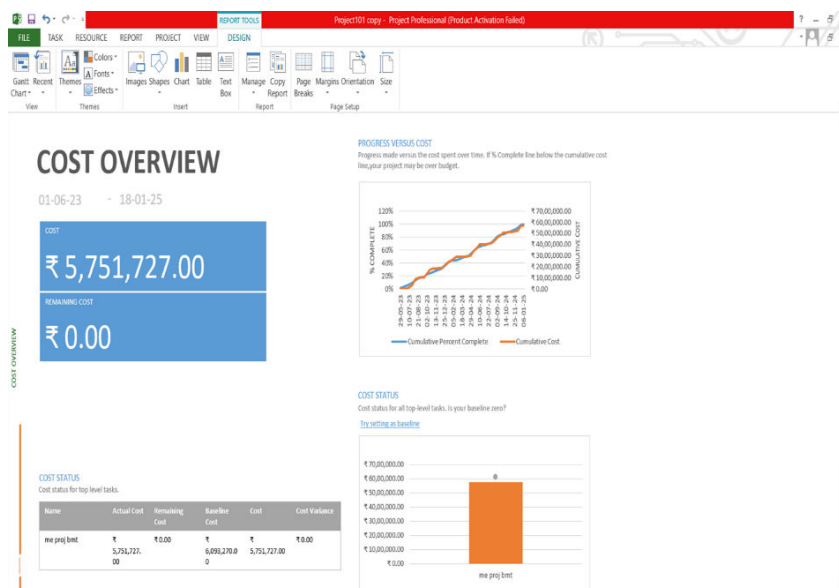 REPORT TOOLS
Project101 copy - Project Professional (Product Activation Failed)
?
FILE TASK RESOURCE REPORT PROJECT VIEW DESIGN
Gantt Chart
Recent
Themes
Colors
Fonts
Effects
Images
Shapes
Chart
Table
Text Box
Manage
Copy Report
Page Breaks
Margins
Orientation
Size
View
Themes
Insert
Report
Page Setup
COST OVERVIEW
COST OVERVIEW
01-06-23 - 18-01-25
COST
₹ 5,751,727.00
REMAINING COST
₹ 0.00
PROGRESS VERSUS COST
Progress made versus the cost spent over time. If % Complete line below the cumulative cost
line,your project may be over budget.
% COMPLETE
120%
100%
80%
60%
40%
20%
0%
₹ 70,00,000.00
₹ 60,00,000.00
₹ 50,00,000.00
₹ 40,00,000.00
₹ 30,00,000.00
₹ 20,00,000.00
₹ 10,00,000.00
₹ 0.00
CUMULATIVE COST
29-05-23
10-07-23
21-08-23
02-10-23
13-11-23
25-12-23
05-02-24
18-03-24
29-04-24
10-06-24
22-07-24
02-09-24
14-10-24
25-11-24
06-01-25
Cumulative Percent Complete
Cumulative Cost
COST STATUS
Cost status for all top-level tasks. Is your baseline zero?
Try setting as baseline
₹ 70,00,000.00
₹ 60,00,000.00
₹ 50,00,000.00
₹ 40,00,000.00
₹ 30,00,000.00
₹ 20,00,000.00
₹ 10,00,000.00
₹ 0.00
me proj bmt
COST STATUS
Cost status for top level tasks.
Name Actual Cost Remaining Cost Baseline Cost Cost Cost Variance
me proj bmt ₹ 5,751,727.00 ₹ 0.00 ₹ 6,093,270.00 ₹ 5,751,727.00 ₹ 0.00